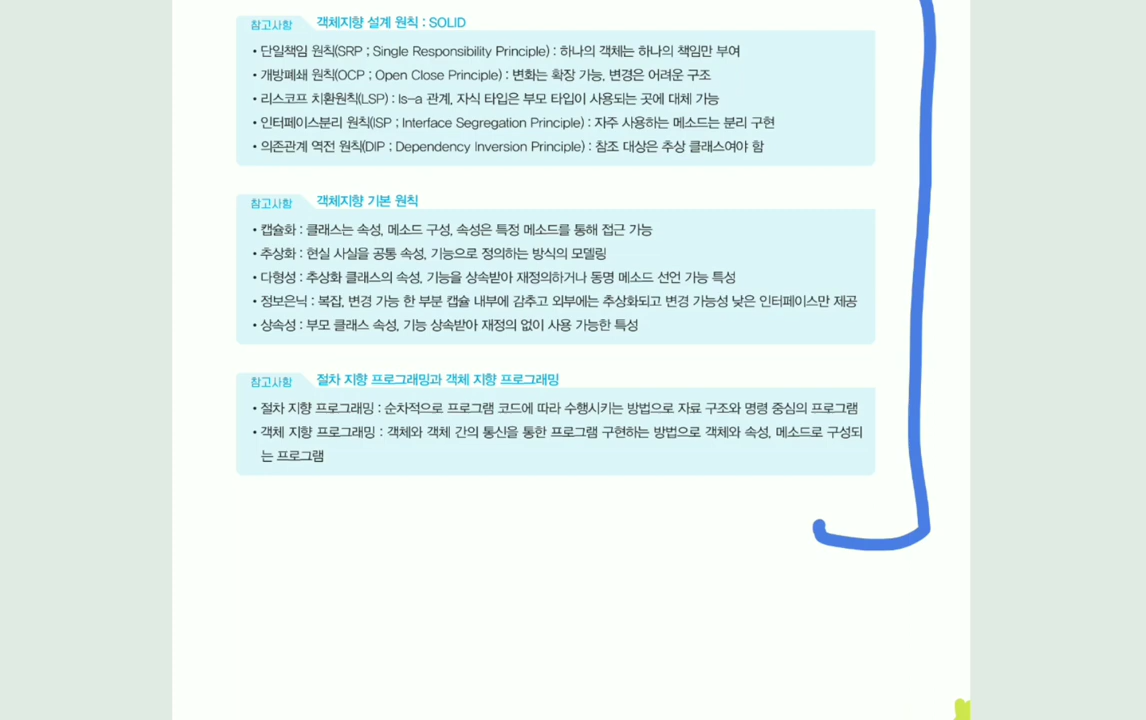 참고사항 객체지향 설계 원칙 : SOLID
• 단일책임 원칙(SRP ; Single Responsibility Principle) : 하나의 객체는 하나의 책임만 부여
• 개방폐쇄 원칙(OCP ; Open Close Principle) : 변화는 확장 가능, 변경은 어려운 구조
• 리스코프 치환원칙(LSP) : Is-a 관계, 자식 타입은 부모 타입이 사용되는 곳에 대체 가능
• 인터페이스분리 원칙(ISP ; Interface Segregation Principle) : 자주 사용하는 메소드는 분리 구현
• 의존관계 역전 원칙(DIP ; Dependency Inversion Principle) : 참조 대상은 추상 클래스여야 함
참고사항 객체지향 기본 원칙
• 캡슐화 : 클래스는 속성, 메소드 구성, 속성은 특정 메소드를 통해 접근 가능
• 추상화 : 현실 사실을 공통 속성, 기능으로 정의하는 방식의 모델링
• 다형성 : 추상화 클래스의 속성, 기능을 상속받아 재정의하거나 동명 메소드 선언 가능 특성
• 정보은닉 : 복잡, 변경 가능 한 부분 캡슐 내부에 감추고 외부에는 추상화되고 변경 가능성 낮은 인터페이스만 제공
• 상속성 : 부모 클래스 속성, 기능 상속받아 재정의 없이 사용 가능한 특성
참고사항 절차 지향 프로그래밍과 객체 지향 프로그래밍
• 절차 지향 프로그래밍 : 순차적으로 프로그램 코드에 따라 수행시키는 방법으로 자료 구조와 명령 중심의 프로그램
• 객체 지향 프로그래밍 : 객체와 객체 간의 통신을 통한 프로그램 구현하는 방법으로 객체와 속성, 메소드로 구성되
는 프로그램